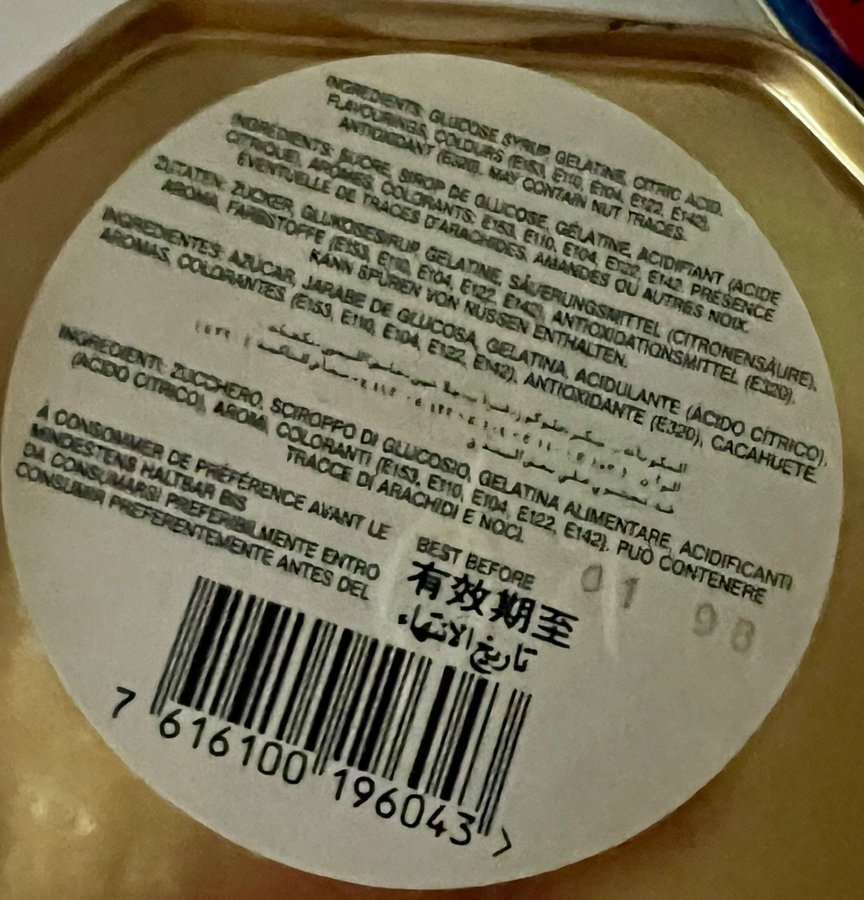 INGREDIENTS, GLUCOSE SYRUP GELATINE, CITRIC ACID,
FLAVOURINGS, COLOURS (E153, E110, E104, E122, E142),
ANTIOXIDANT (E320). MAY CONTAIN NUT TRACES.
INGRÉDIENTS: SUCRE, SIROP DE GLUCOSE, GÉLATINE, ACIDIFIANT (ACIDE
CITRIQUE), ARÔMES, COLORANTS: E153, E110, E104, E122, E142. PRÉSENCE
ÉVENTUELLE DE TRACES D'ARACHIDES, AMANDES OU AUTRES NOIX.
ZUTATEN: ZUCKER, GLUKOSESIRUP, GELATINE, SÄUERUNGSMITTEL (CITRONENSÄURE),
AROMA, FARBSTOFFE (E153, E110, E104, E122, E142), ANTIOXIDATIONSMITTEL (E320).
KANN SPUREN VON NÜSSEN ENTHALTEN.
INGREDIENTES: AZUCAR, JARABE DE GLUCOSA, GELATINA, ACIDULANTE (ÁCIDO CÍTRICO),
AROMAS, COLORANTES (E153, E110, E104, E122, E142), ANTIOXIDANTE (E320), CACAHUETE.
INGREDIENTI: ZUCCHERO, SCIROPPO DI GLUCOSIO, GELATINA ALIMENTARE, ACIDIFICANTI
(ACIDO CITRICO), AROMA, COLORANTI (E153, E110, E104, E122, E142). PUÒ CONTENERE
TRACCE DI ARACHIDI E NOCI.
À CONSOMMER DE PRÉFÉRENCE AVANT LE
MINDESTENS HALTBAR BIS
DA CONSUMARSI PREFERIBILMENTE ENTRO
CONSUMIR PREFERENTEMENTE ANTES DEL
BEST BEFORE 01 98
有效期至
تاريخ الانتهاء
7 616100 196043 >